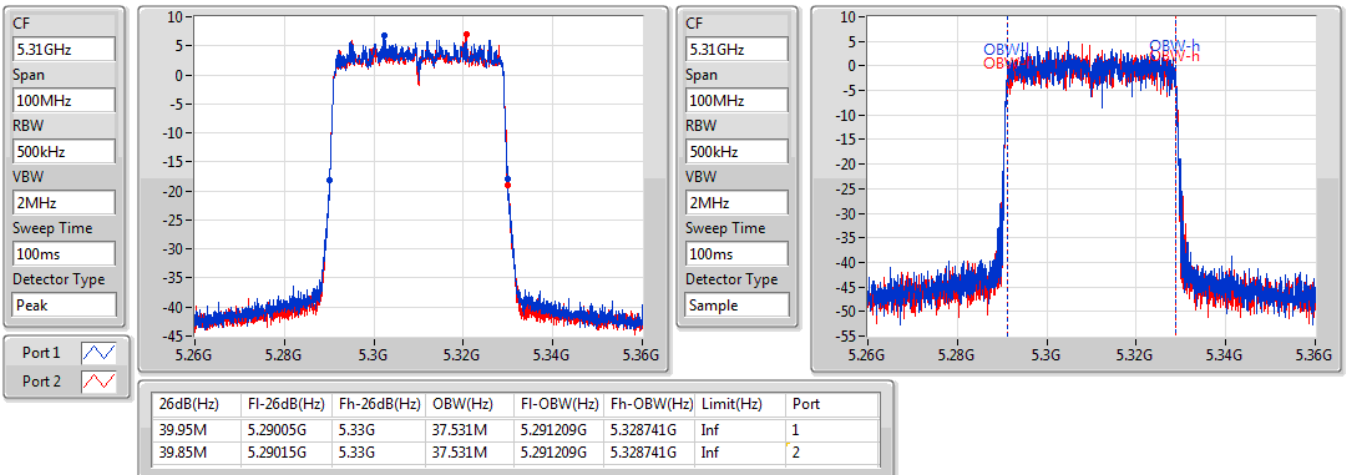 CF
5.31GHz
Span
100MHz
RBW
500kHz
VBW
2MHz
Sweep Time
100ms
Detector Type
Peak
Port 1
Port 2
10
5
0
-5
-10
-15
-20
-25
-30
-35
-40
-45
5.26G 5.28G 5.3G 5.32G 5.34G 5.36G
CF
5.31GHz
Span
100MHz
RBW
500kHz
VBW
2MHz
Sweep Time
100ms
Detector Type
Sample
10
5
0
-5
-10
-15
-20
-25
-30
-35
-40
-45
-50
-55
OBW-h
OBW-h
5.26G 5.28G 5.3G 5.32G 5.34G 5.36G
26dB(Hz) Fl-26dB(Hz) Fh-26dB(Hz) OBW(Hz) Fl-OBW(Hz) Fh-OBW(Hz) Limit(Hz) Port
39.95M 5.29005G 5.33G 37.531M 5.291209G 5.328741G Inf 1
39.85M 5.29015G 5.33G 37.531M 5.291209G 5.328741G Inf 2